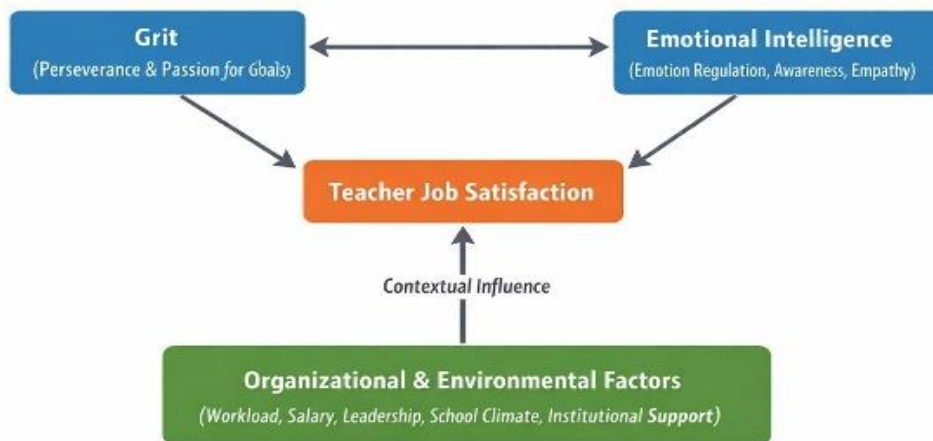 Grit
(Perseverance & Passion for Goals)
Emotional Intelligence
(Emotion Regulation, Awareness, Empathy)
Teacher Job Satisfaction
Contextual Influence
Organizational & Environmental Factors
(Workload, Salary, Leadership, School Climate, Institutional Support)